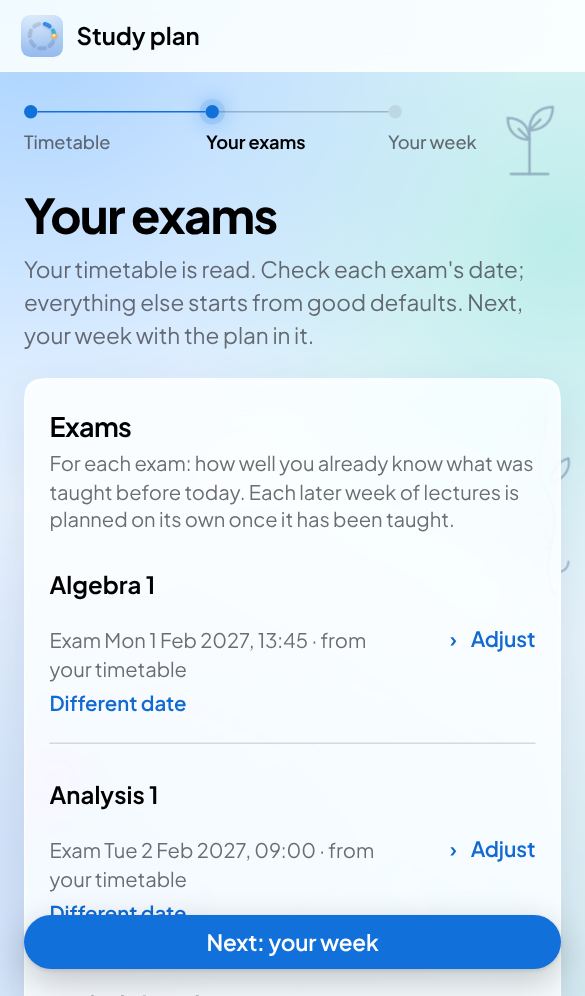 Study plan
Timetable
Your exams
Your week
Your exams
Your timetable is read. Check each exam's date;
everything else starts from good defaults. Next,
your week with the plan in it.
Exams
For each exam: how well you already know what was
taught before today. Each later week of lectures is
planned on its own once it has been taught.
Algebra 1
Exam Mon 1 Feb 2027, 13:45 · from
your timetable
› Adjust
Different date
Analysis 1
Exam Tue 2 Feb 2027, 09:00 · from
your timetable
› Adjust
Different date
Next: your week